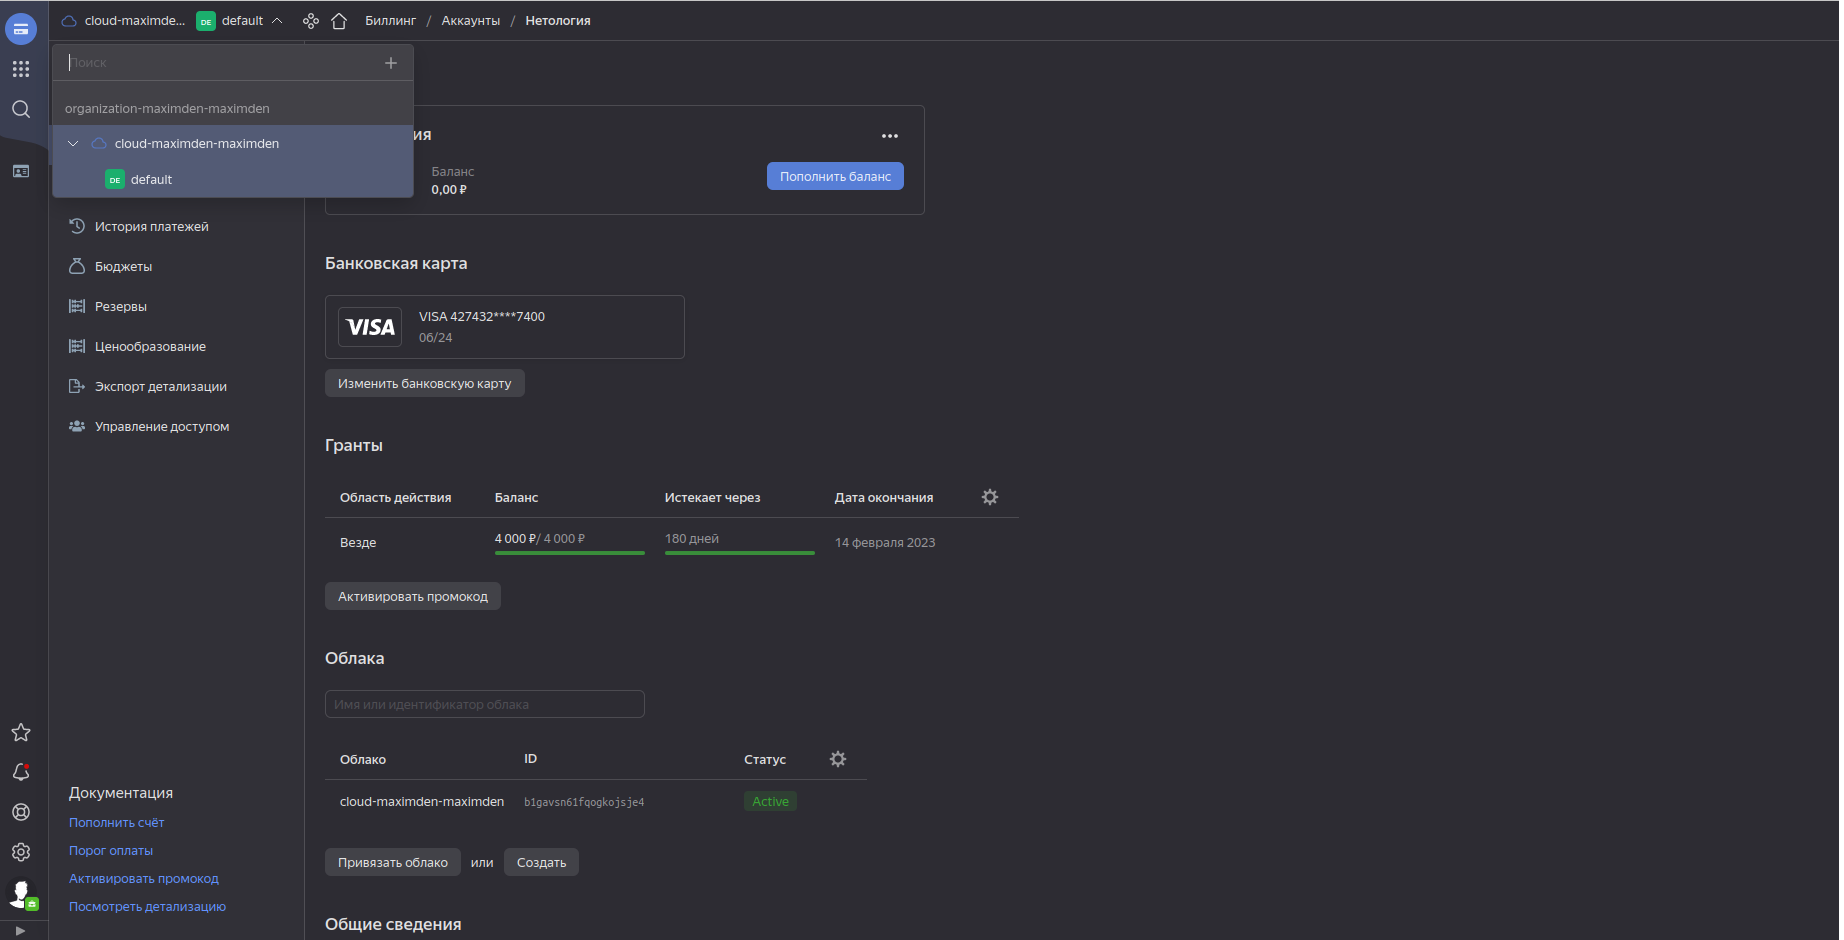 cloud-maximde... DE default Биллинг / Аккаунты / Нетология
Поиск
organization-maximden-maximden
cloud-maximden-maximden
DE default
История платежей
Бюджеты
Резервы
Ценообразование
Экспорт детализации
Управление доступом
Документация
Пополнить счёт
Порог оплаты
Активировать промокод
Посмотреть детализацию
ия
Баланс
0,00 ₽
Пополнить баланс
Банковская карта
VISA
VISA 427432****7400
06/24
Изменить банковскую карту
Гранты
Область действия Баланс Истекает через Дата окончания
Везде 4 000 ₽/ 4 000 ₽ 180 дней 14 февраля 2023
Активировать промокод
Облака
Имя или идентификатор облака
Облако ID Статус
cloud-maximden-maximden b1gavsn61fqogkojsje4 Active
Привязать облако или Создать
Общие сведения